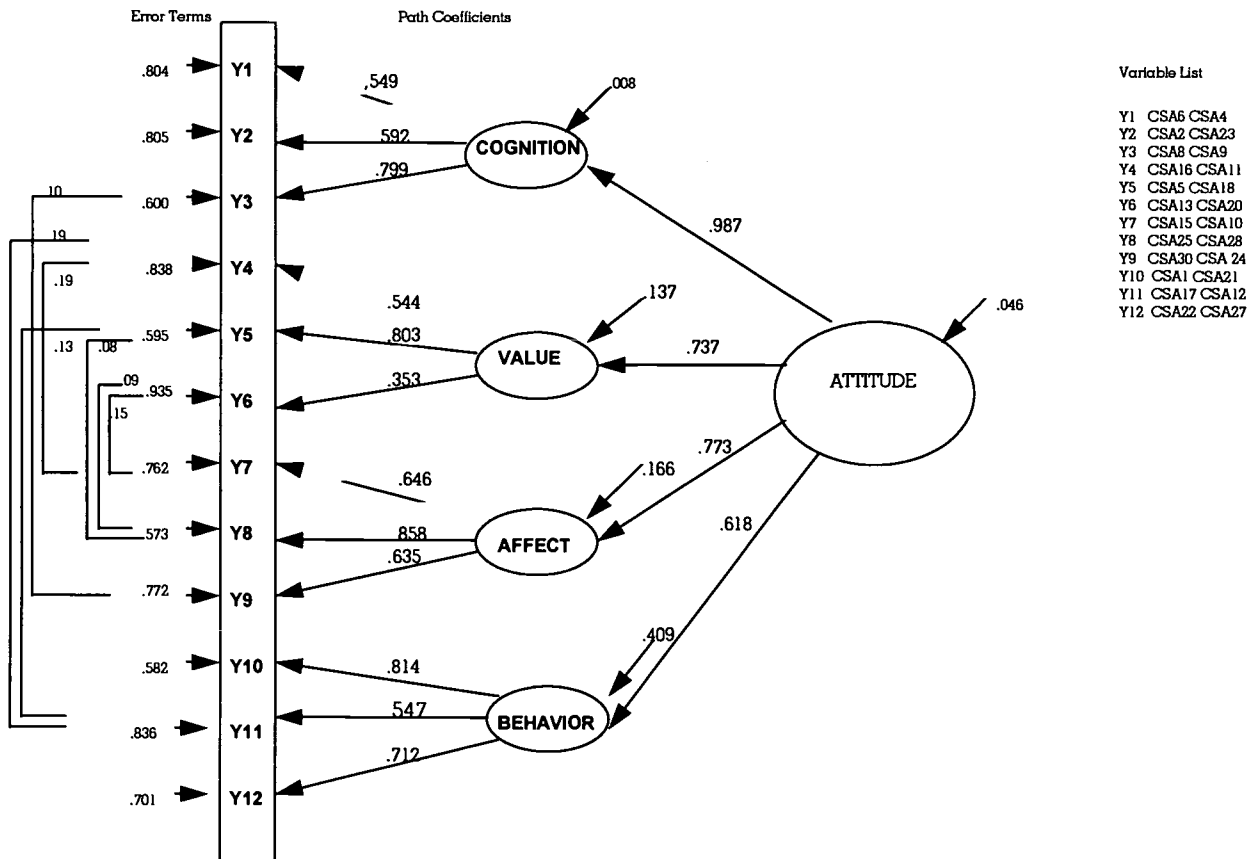 Error Terms
Path Coefficients
Variable List
.804
Y1
,549
.008
.805
Y2
.592
COGNITION
.799
10
.600
Y3
.987
19
.838
Y4
.19
.544
.137
.595
Y5
.803
VALUE
.737
.046
.13
.08
.353
ATTITUDE
09
.935
Y6
.15
.773
.762
Y7
.646
.166
.618
.573
Y8
.858
AFFECT
.635
.772
Y9
.409
.582
Y10
.814
.547
BEHAVIOR
.836
Y11
.712
.701
Y12
Y1 CSA6 CSA4
Y2 CSA2 CSA23
Y3 CSA8 CSA9
Y4 CSA16 CSA11
Y5 CSA5 CSA18
Y6 CSA13 CSA20
Y7 CSA15 CSA10
Y8 CSA25 CSA28
Y9 CSA30 CSA 24
Y10 CSA1 CSA21
Y11 CSA17 CSA12
Y12 CSA22 CSA27